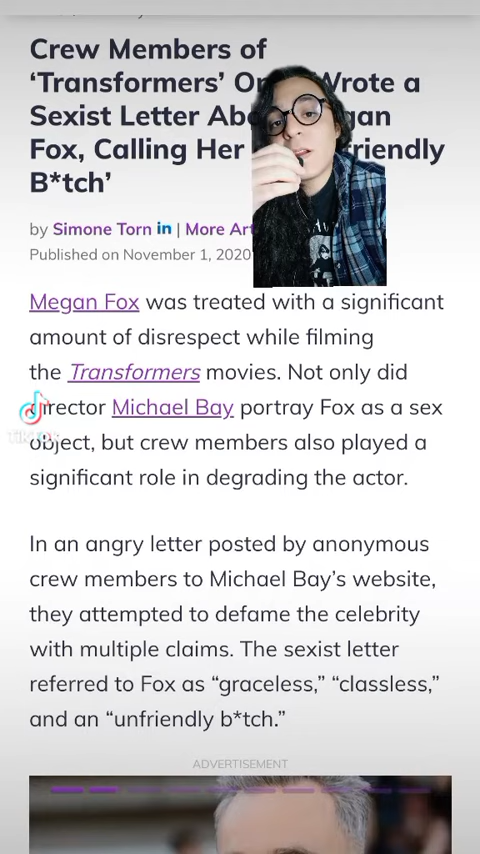 Crew Members of
‘Transformers’ O Wrote a
Sexist Letter Abo gan
Fox, Calling Her friendly
B*tch’
by Simone Torn in | More Art
Published on November 1, 2020
Megan Fox was treated with a significant
amount of disrespect while filming
the Transformers movies. Not only did
director Michael Bay portray Fox as a sex
object, but crew members also played a
significant role in degrading the actor.
In an angry letter posted by anonymous
crew members to Michael Bay’s website,
they attempted to defame the celebrity
with multiple claims. The sexist letter
referred to Fox as “graceless,” “classless,”
and an “unfriendly b*tch.”
ADVERTISEMENT
TikTok